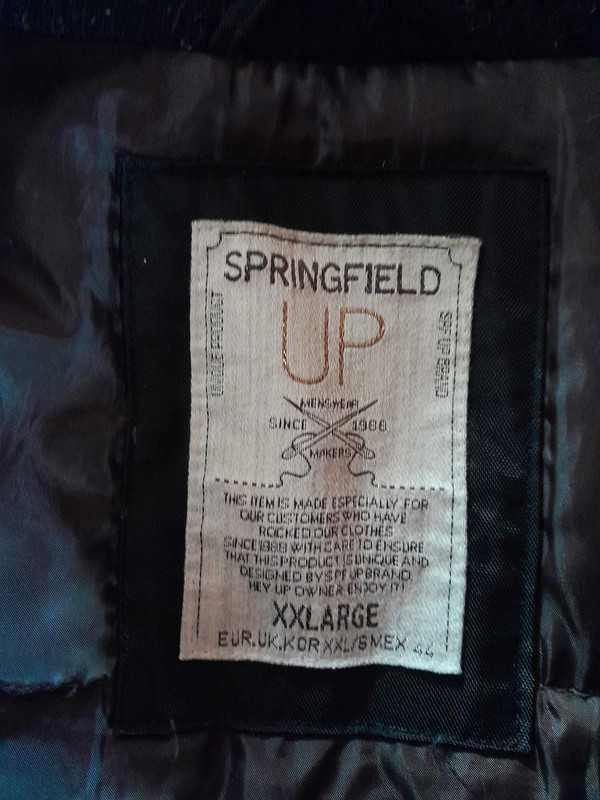 SPRINGFIELD
UP
UNIQUE PRODUCT
SPF UP BRAND
MENSWEAR
SINCE 1988
MAKERS
THIS ITEM IS MADE ESPECIALLY FOR
OUR CUSTOMERS WHO HAVE
ROCKED OUR CLOTHES
SINCE 1988 WITH CARE TO ENSURE
THAT THIS PRODUCT IS UNIQUE AND
DESIGNED BY SPF UP BRAND.
HEY UP OWNER ENJOY IT!
XXLARGE
EUR.UK.KOR XXL/SMEX 44